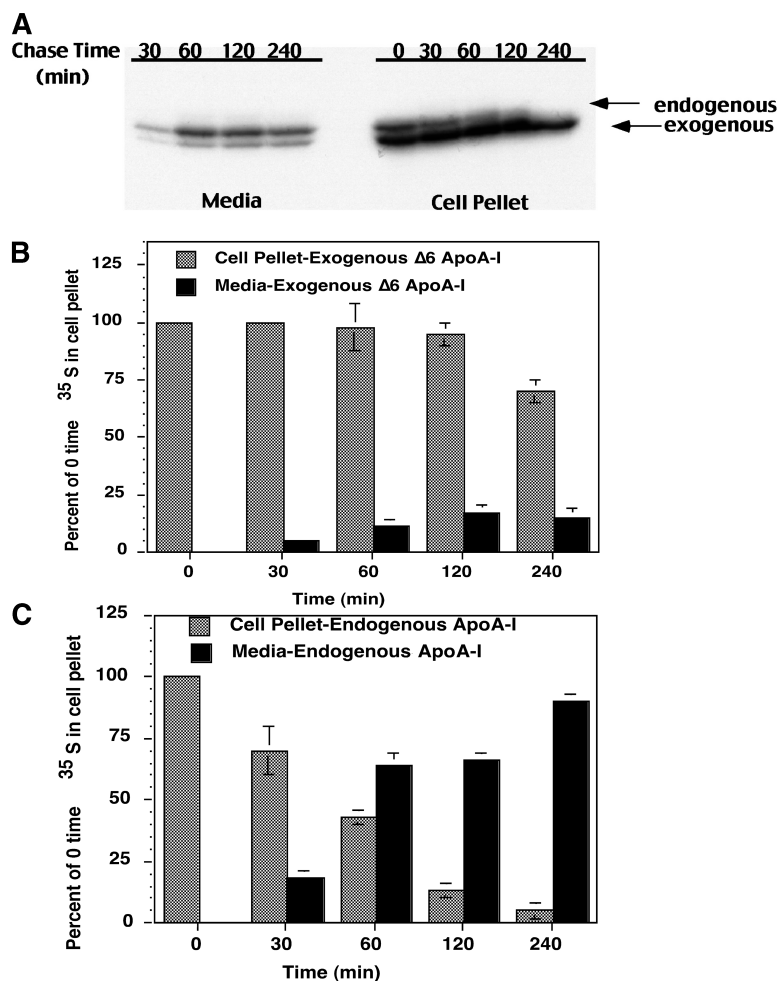 A
Chase Time 30 60 120 240 0 30 60 120 240
(min)
endogenous
exogenous
Media Cell Pellet
B
Percent of 0 time 35 S in cell pellet
125
100
75
50
25
0
Cell Pellet-Exogenous Δ6 ApoA-I
Media-Exogenous Δ6 ApoA-I
0 30 60 120 240
Time (min)
C
Percent of 0 time 35 S in cell pellet
125
100
75
50
25
0
Cell Pellet-Endogenous ApoA-I
Media-Endogenous ApoA-I
0 30 60 120 240
Time (min)